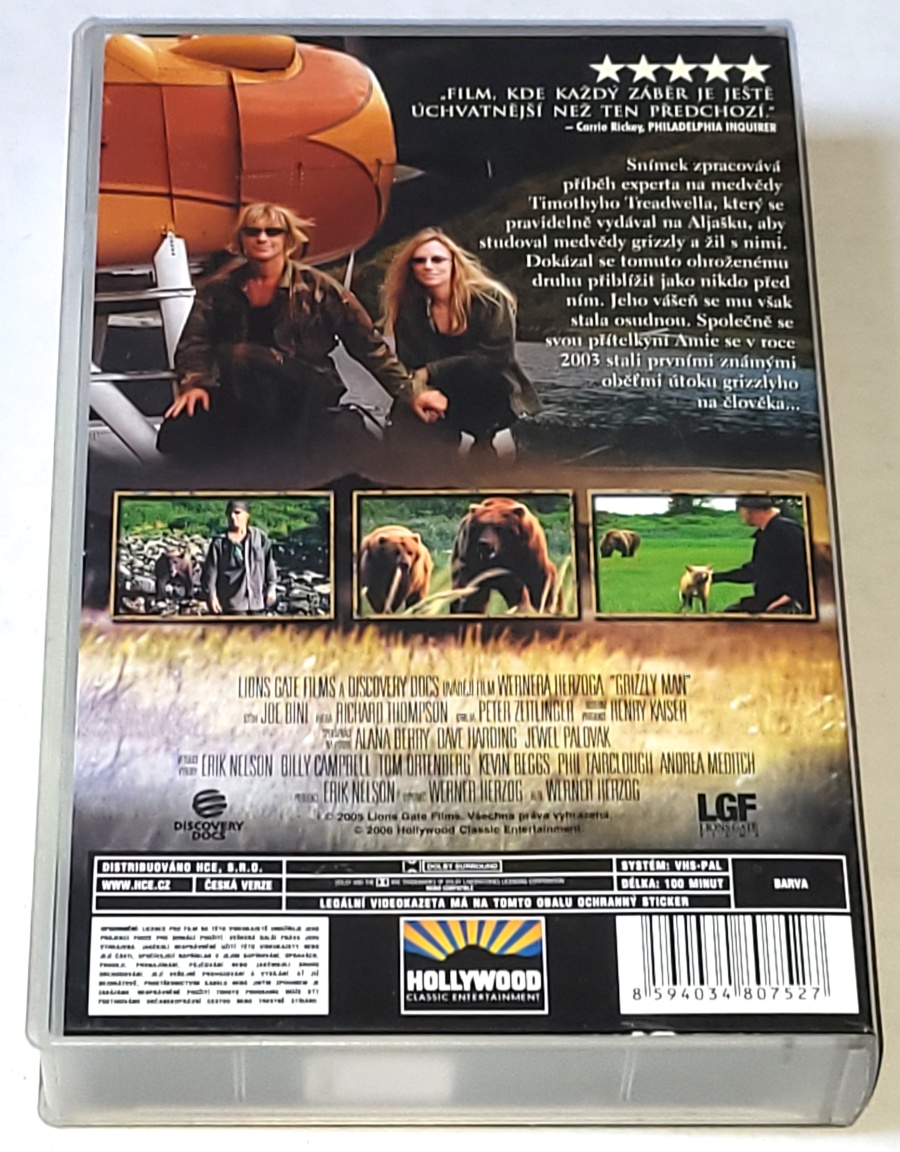 „FILM, KDE KAŽDÝ ZÁBĚR JE JEŠTĚ
ÚCHVATNĚJŠÍ NEŽ TEN PŘEDCHOZÍ.“
– Carrie Rickey, PHILADELPHIA INQUIRER
Snímek zpracovává
příběh experta na medvědy
Timothyho Treadwella, který se
pravidelně vydával na Aljašku, aby
studoval medvědy grizzly a žil s nimi.
Dokázal se tomuto ohroženému
druhu přiblížit jako nikdo před
ním. Jeho vášeň se mu však
stala osudnou. Společně se
svou přítelkyní Amie se v roce
2003 stali prvními známými
oběťmi útoku grizzlyho
na člověka...
LIONS GATE FILMS A DISCOVERY DOCS UVÁDĚJÍ FILM WERNERA HERZOGA "GRIZZLY MAN"
STŘIH JOE BINI HUDBA RICHARD THOMPSON KAMERA PETER ZEITLINGER HENRY KAISER
ALANA BERRY DAVE HARDING JEWEL PALOVAK
ERIK NELSON BILLY CAMPBELL TOM ORTENBERG KEVIN BEGGS PHIL FAIRCLOUGH ANDREA MEDITCH
ERIK NELSON WERNER HERZOG WERNER HERZOG
DISCOVERY
DOCS
© 2005 Lions Gate Films. Všechna práva vyhrazena.
© 2006 Hollywood Classic Entertainment.
LGF
LIONS GATE
FILMS
DISTRIBUOVÁNO HCE, S.R.O.
DOLBY SURROUND
SYSTÉM: VHS-PAL
WWW.HCE.CZ
ČESKÁ VERZE
DÉLKA: 100 MINUT
BARVA
LEGÁLNÍ VIDEOKAZETA MÁ NA TOMTO OBALU OCHRANNÝ STICKER
HOLLYWOOD
CLASSIC ENTERTAINMENT
8 594034 807527